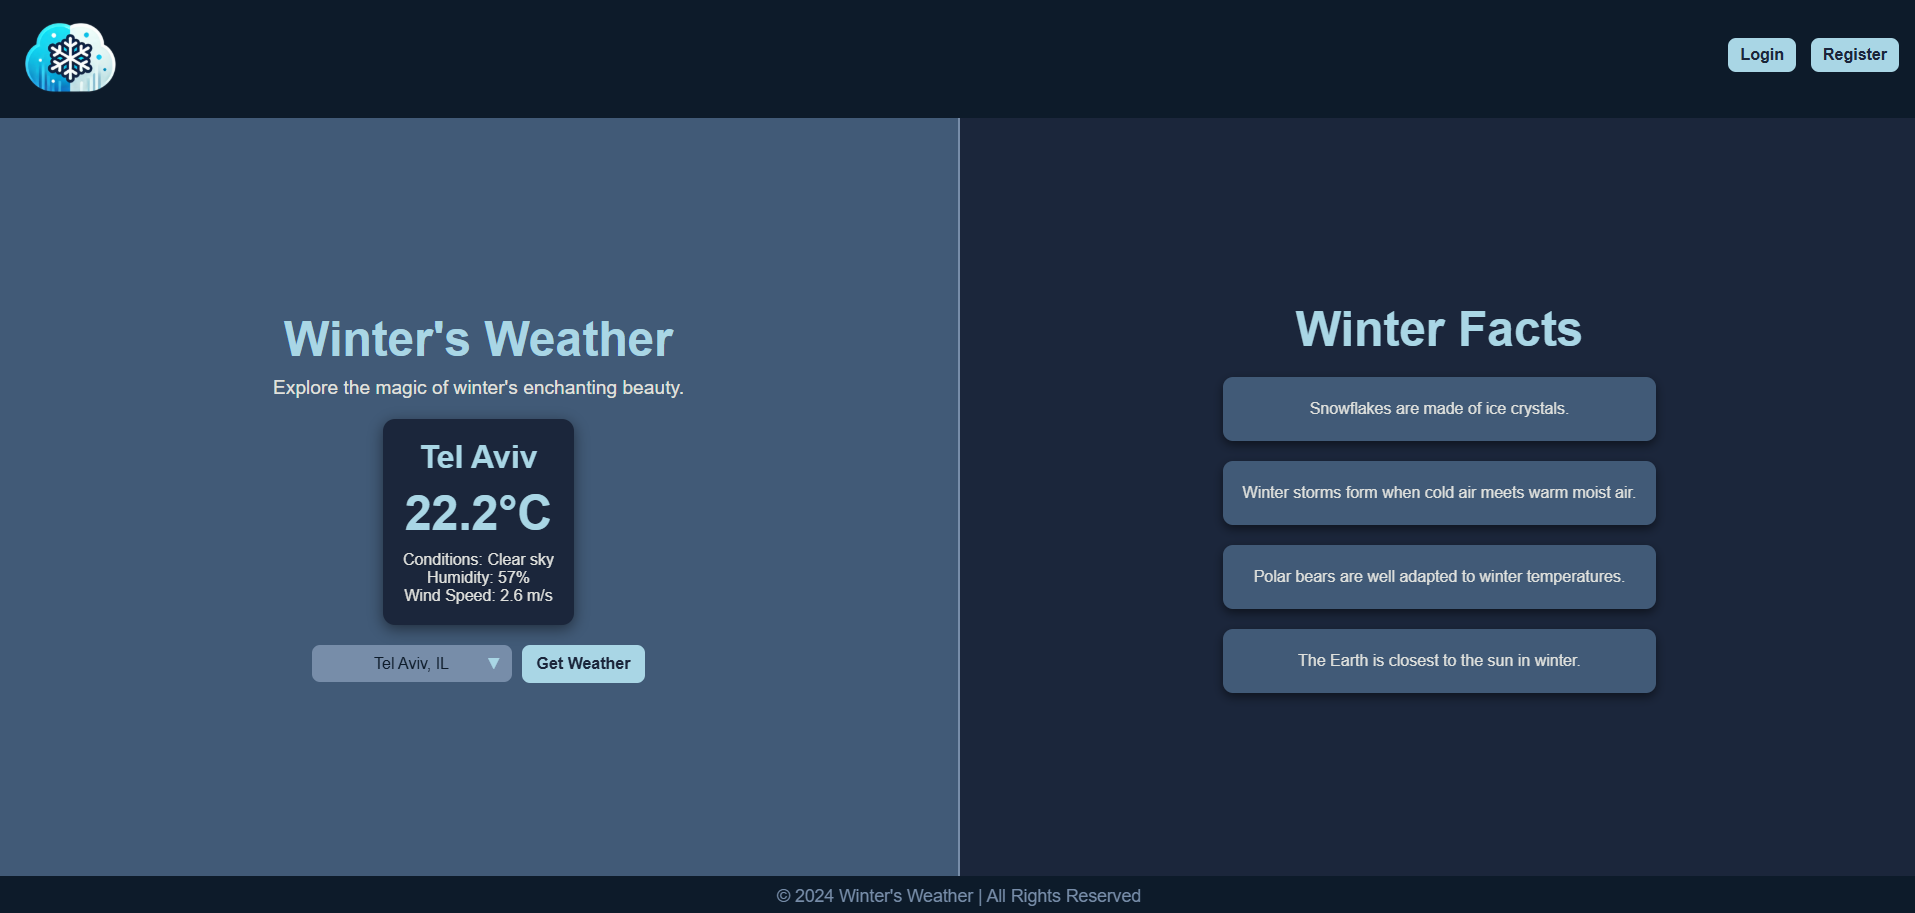 Login
Register
Winter's Weather
Explore the magic of winter's enchanting beauty.
Tel Aviv
22.2°C
Conditions: Clear sky
Humidity: 57%
Wind Speed: 2.6 m/s
Tel Aviv, IL
Get Weather
Winter Facts
Snowflakes are made of ice crystals.
Winter storms form when cold air meets warm moist air.
Polar bears are well adapted to winter temperatures.
The Earth is closest to the sun in winter.
© 2024 Winter's Weather | All Rights Reserved